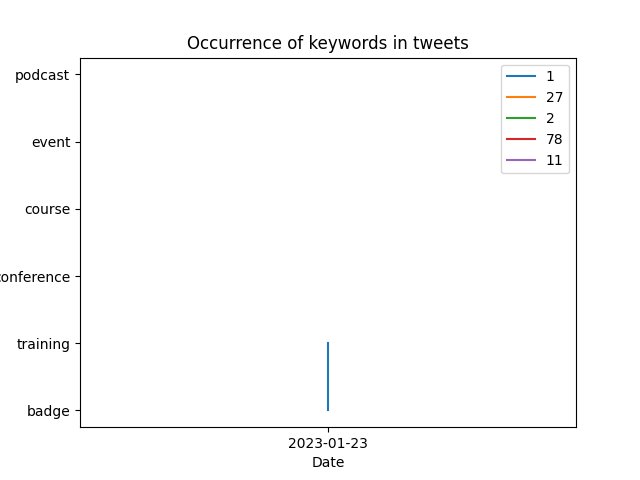 Occurrence of keywords in tweets
podcast
event
course
onference
training
badge
1
27
2
78
11
2023-01-23
Date